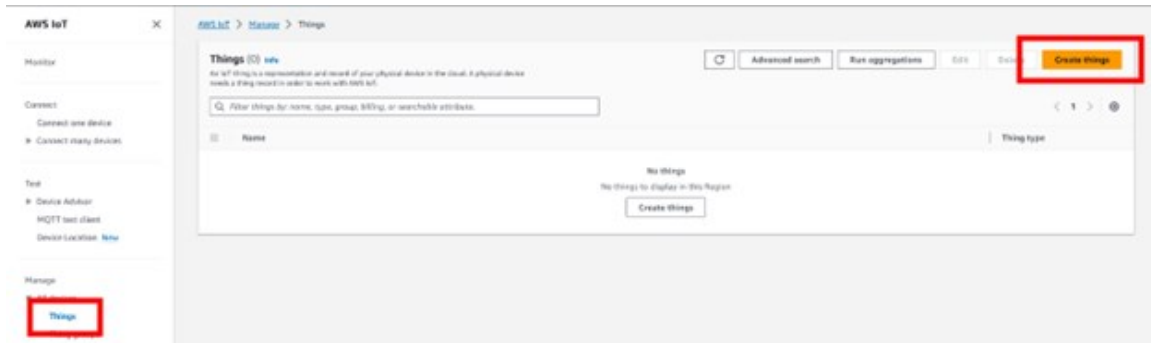 AWS IoT
Monitor
Connect
Connect one device
Connect many devices
Test
Device Advisor
MQTT test client
Device Location New
Manage
Things
AWS IoT > Manage > Things
Things (0) Info
An IoT thing is a representation and record of your physical device in the cloud. A physical device
needs a thing record in order to work with AWS IoT.
Advanced search
Run aggregations
Edit
Create things
Filter things by: name, type, group, billing, or searchable attribute.
1
Name
Thing type
No things
No things to display in this Region
Create things